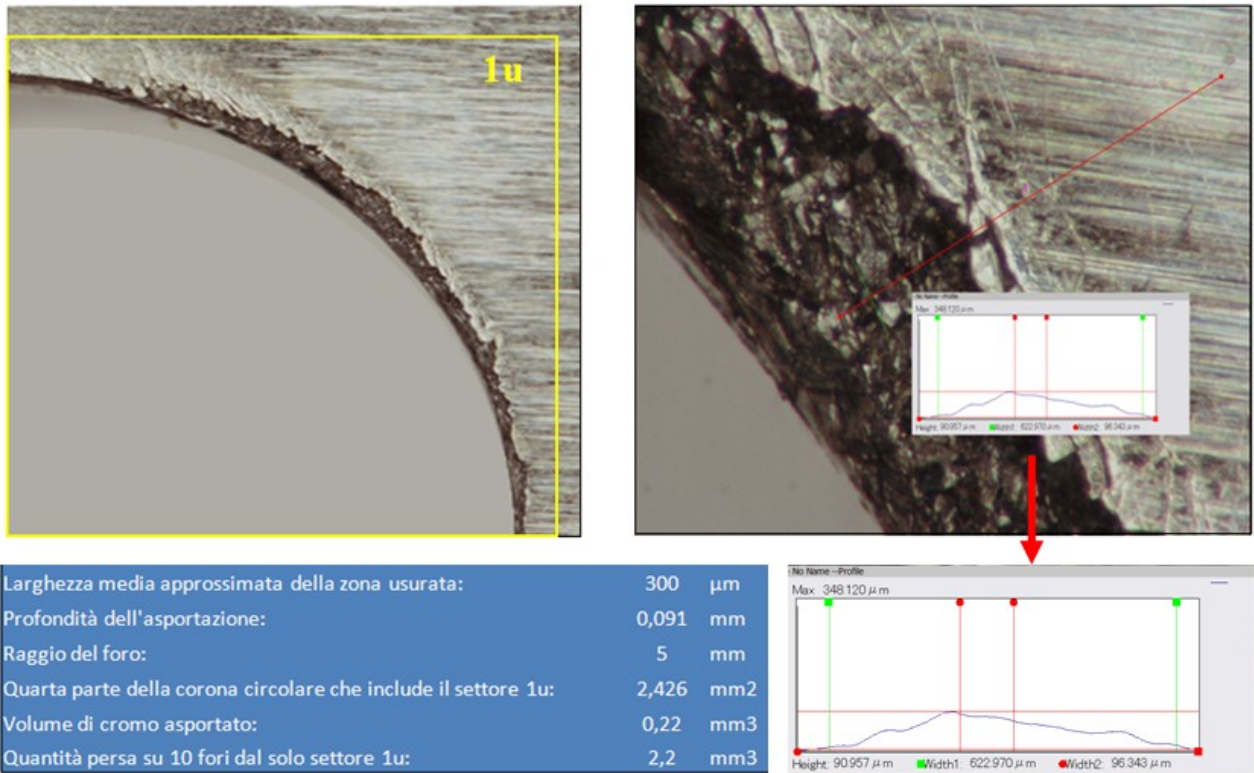 1u
No Name --Profile
Max 348.120 μm
Height: 90.957 μm Width1: 622.970 μm Width2: 96.343 μm
Larghezza media approssimata della zona usurata: 300 μm
Profondità dell'asportazione: 0,091 mm
Raggio del foro: 5 mm
Quarta parte della corona circolare che include il settore 1u: 2,426 mm2
Volume di cromo asportato: 0,22 mm3
Quantità persa su 10 fori dal solo settore 1u: 2,2 mm3
No Name --Profile
Max 348.120 μm
Height: 90.957 μm Width1: 622.970 μm Width2: 96.343 μm